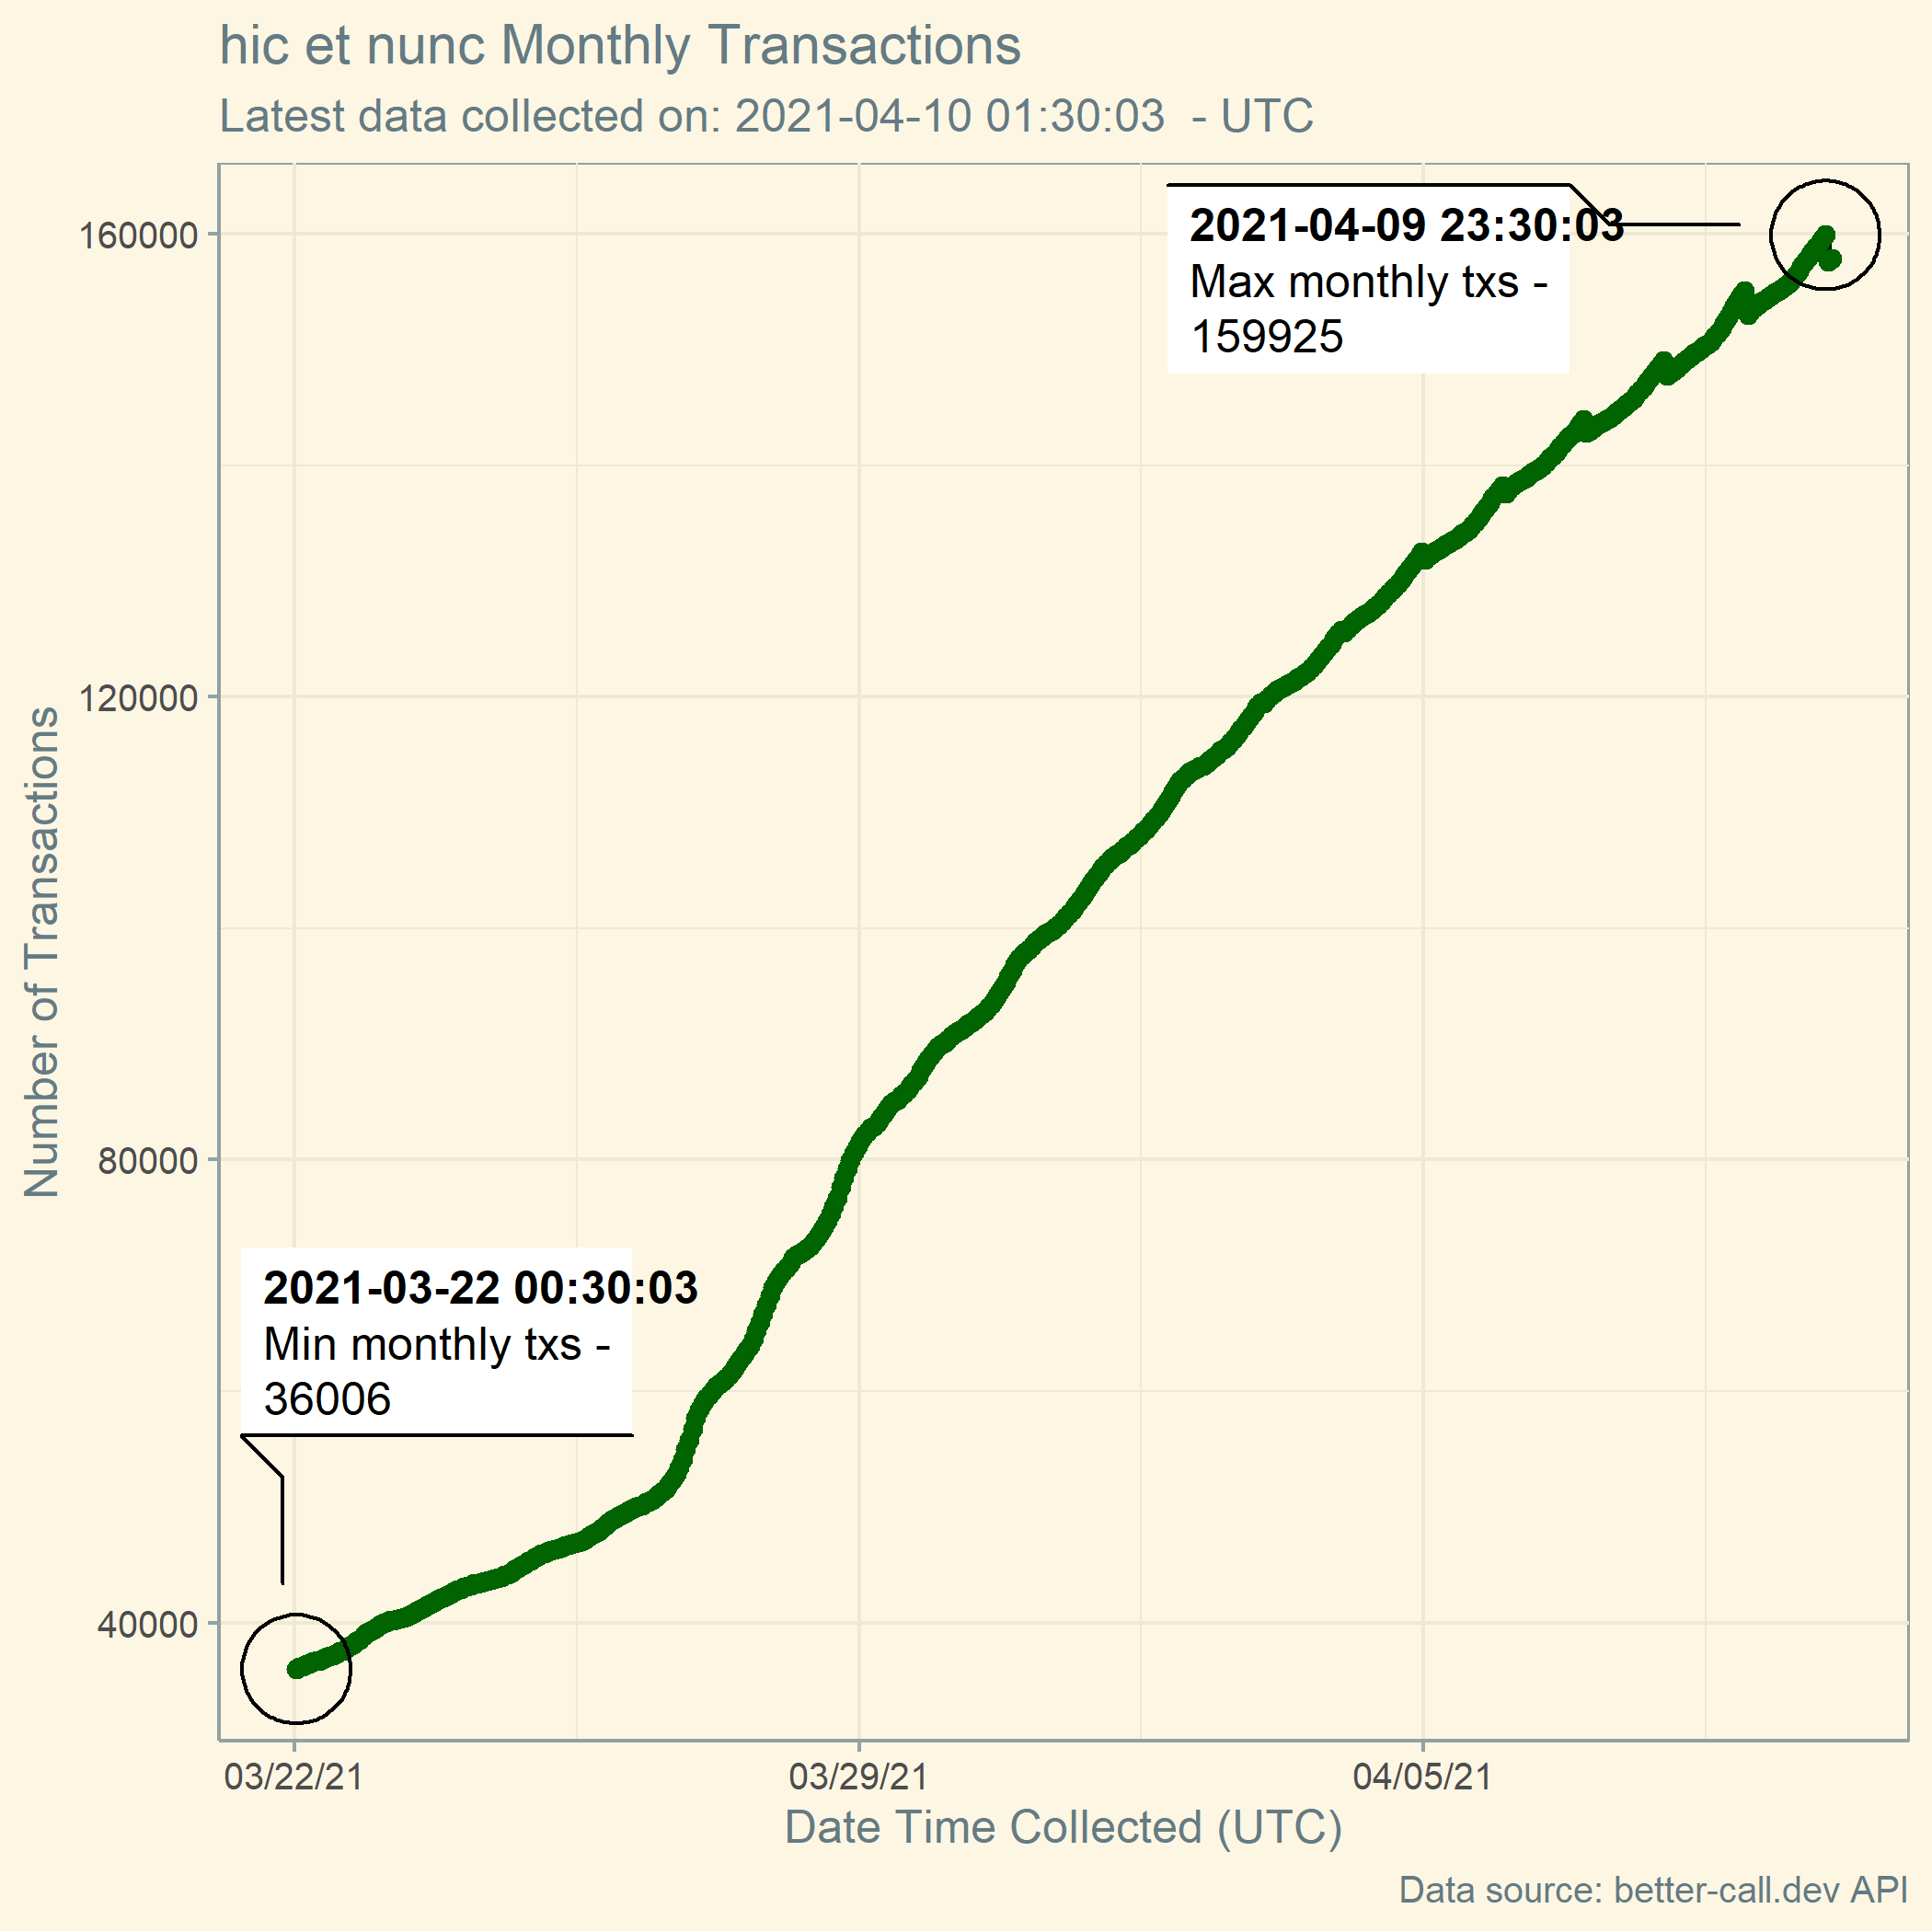 hic et nunc Monthly Transactions
Latest data collected on: 2021-04-10 01:30:03  - UTC
160000
120000
80000
40000
Number of Transactions
2021-04-09 23:30:03
Max monthly txs -
159925
2021-03-22 00:30:03
Min monthly txs -
36006
03/22/21
03/29/21
04/05/21
Date Time Collected (UTC)
Data source: better-call.dev API